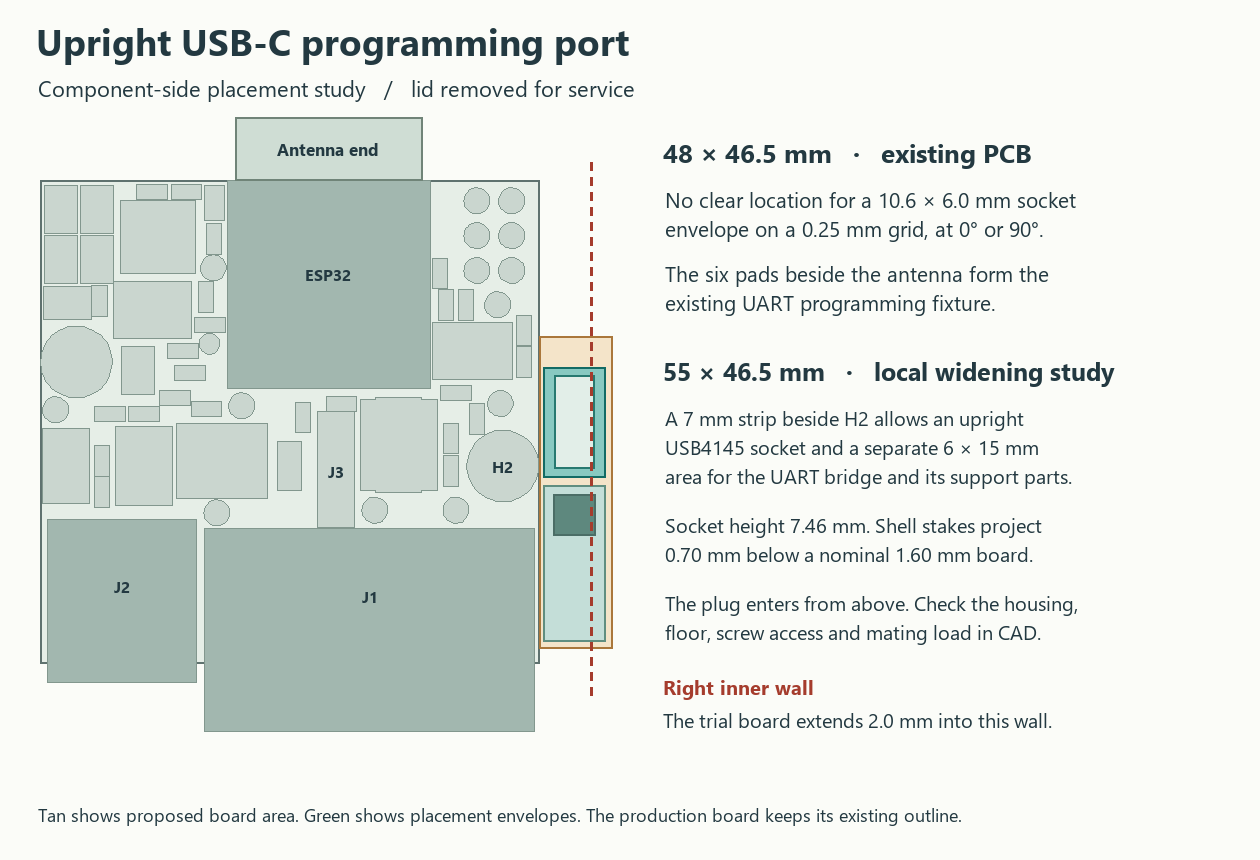 Upright USB-C programming port
Component-side placement study / lid removed for service
Antenna end
ESP32
J3
H2
J2
J1
48 × 46.5 mm · existing PCB
No clear location for a 10.6 × 6.0 mm socket
envelope on a 0.25 mm grid, at 0° or 90°.
The six pads beside the antenna form the
existing UART programming fixture.
55 × 46.5 mm · local widening study
A 7 mm strip beside H2 allows an upright
USB4145 socket and a separate 6 × 15 mm
area for the UART bridge and its support parts.
Socket height 7.46 mm. Shell stakes project
0.70 mm below a nominal 1.60 mm board.
The plug enters from above. Check the housing,
floor, screw access and mating load in CAD.
Right inner wall
The trial board extends 2.0 mm into this wall.
Tan shows proposed board area. Green shows placement envelopes. The production board keeps its existing outline.